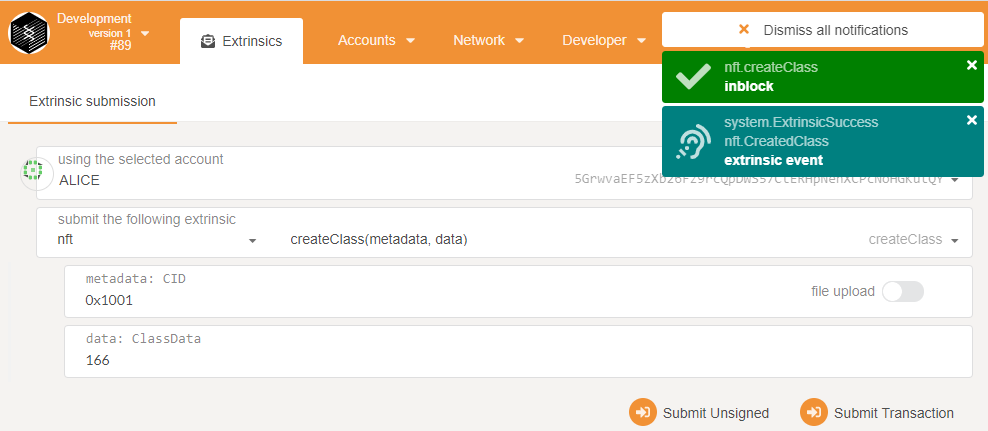 Development
version 1
#89
Extrinsics
Accounts
Network
Developer
Dismiss all notifications
nft.createClass
inblock
system.ExtrinsicSuccess
nft.CreatedClass
extrinsic event
Extrinsic submission
using the selected account
ALICE
submit the following extrinsic
nft
createClass(metadata, data)
createClass
metadata: CID
0x1001
file upload
data: ClassData
166
Submit Unsigned
Submit Transaction